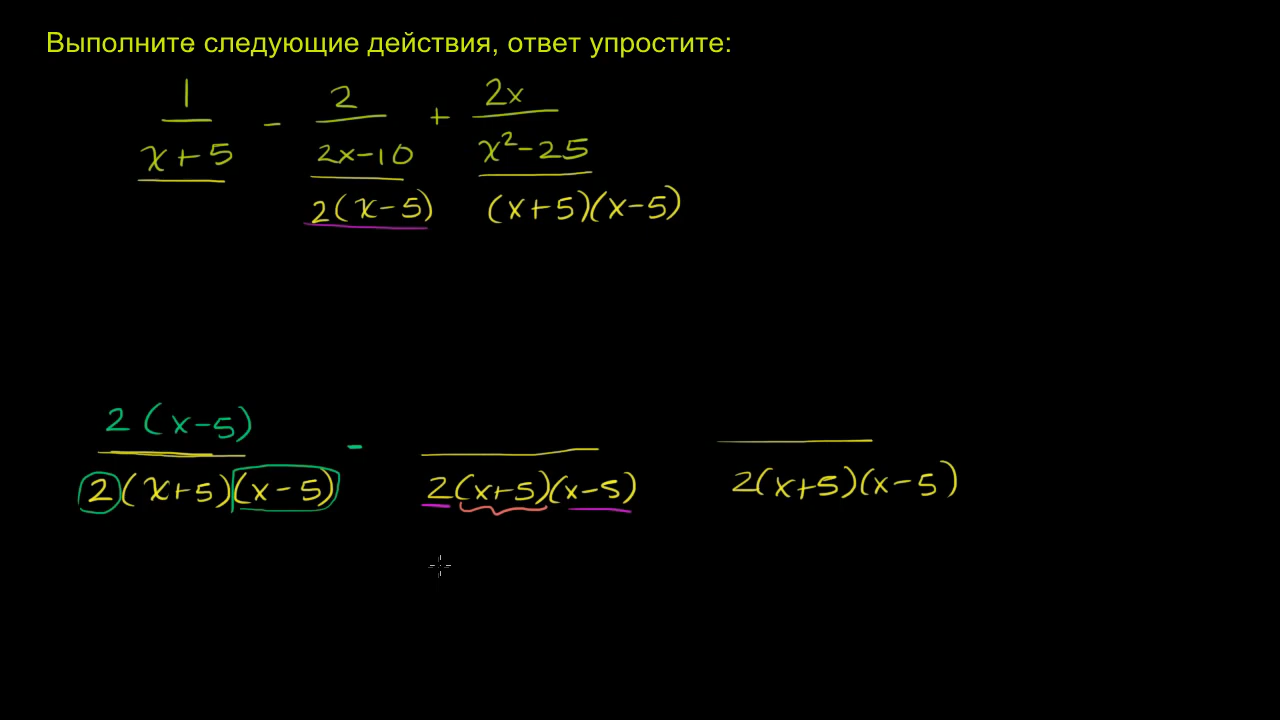 Выполните следующие действия, ответ упростите:
1 2 2x
— - — + —
x+5 2x-10 x²-25
2(x-5) (x+5)(x-5)
2(x-5)
— - — —
2(x+5)(x-5) 2(x+5)(x-5) 2(x+5)(x-5)